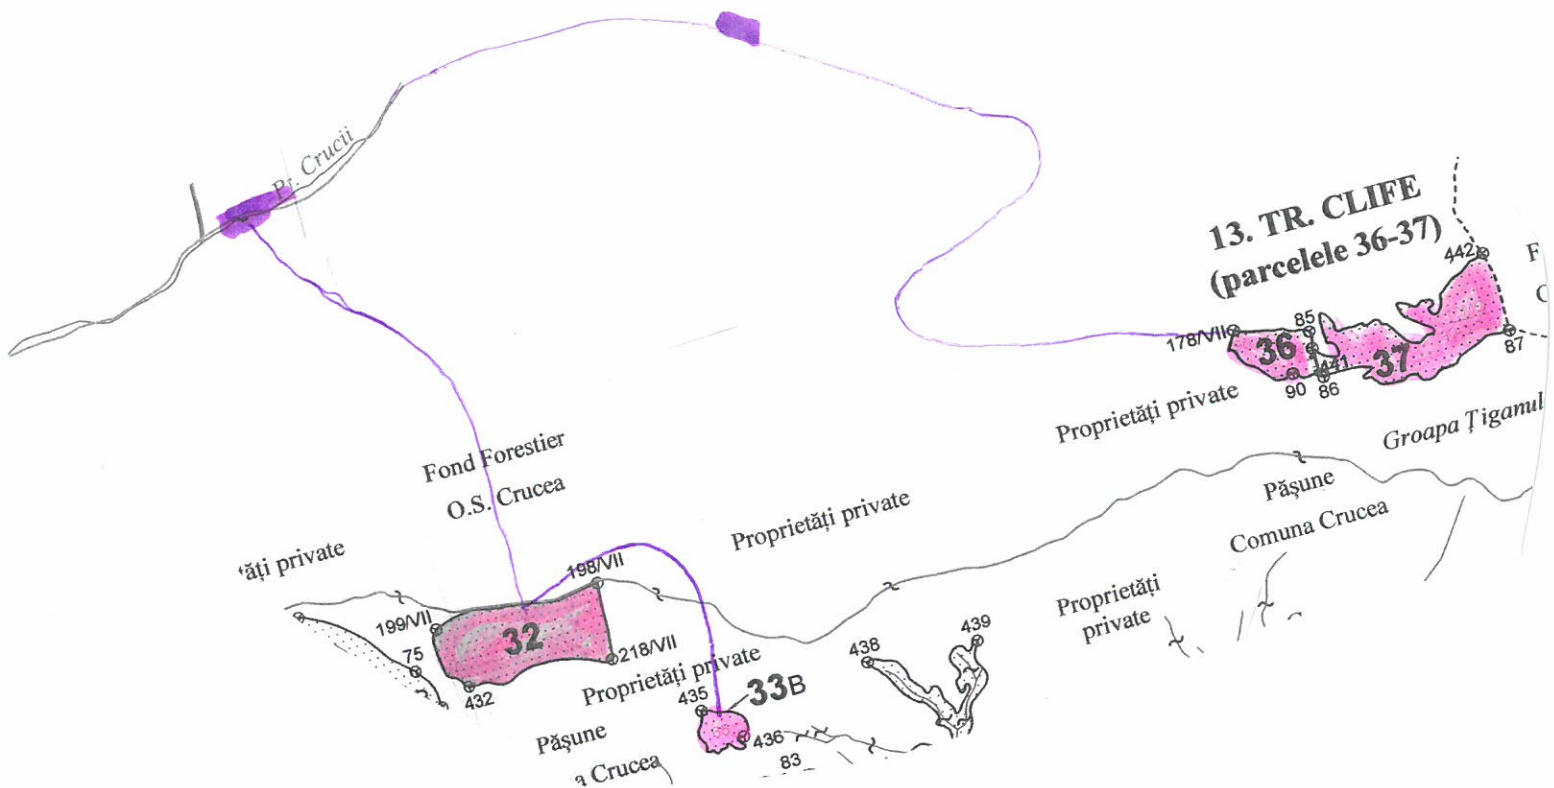 Pr. Crucii
13. TR. CLIFE
(parcelele 36-37)
442
F
C
178/VII
85
36
441
37
87
90
86
Proprietăți private
Groapa Țiganul
Fond Forestier
O.S. Crucea
Proprietăți private
Pășune
Comuna Crucea
ăți private
198/VII
Proprietăți
private
199/VII
32
439
438
75
218/VII
Proprietăți private
432
435
33B
Pășune
436
a Crucea
83